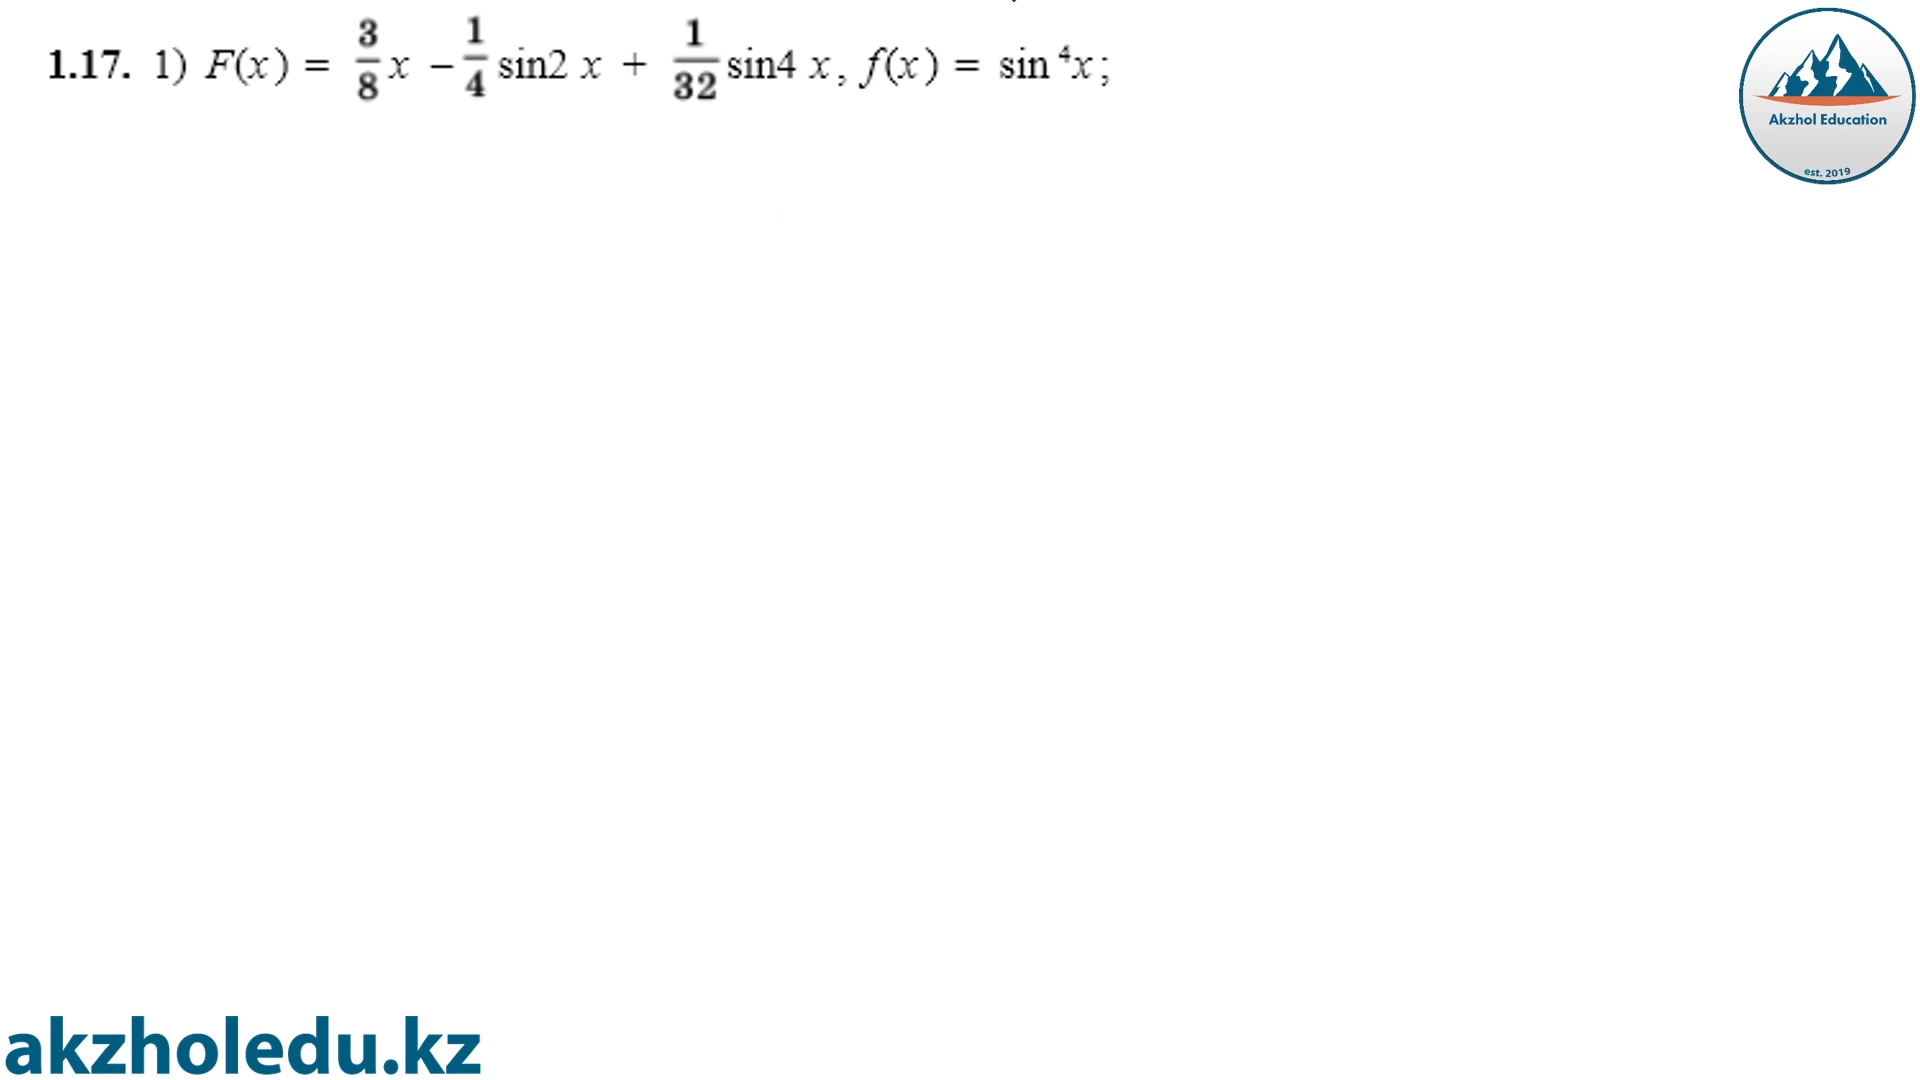 1.17. 1) F(x) = 3/8 x − 1/4 sin2 x + 1/32 sin4 x, f(x) = sin⁴x;
Akzhol Education
est. 2019
akzholedu.kz